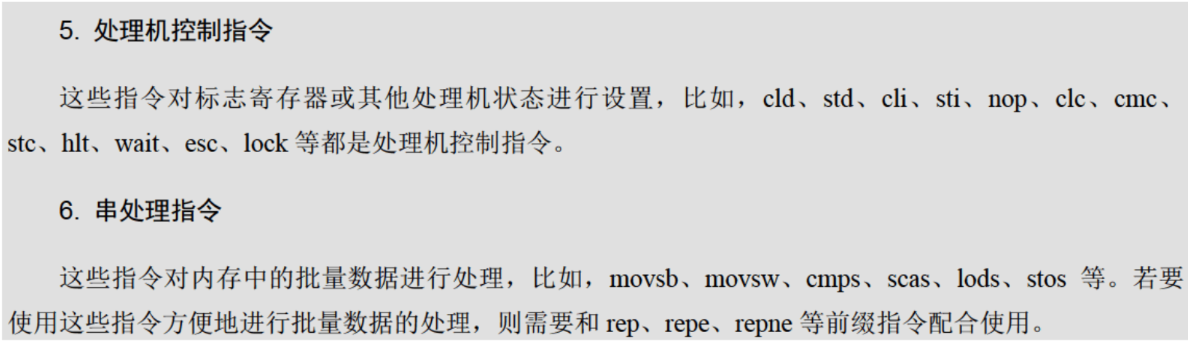 5. 处理机控制指令
这些指令对标志寄存器或其他处理机状态进行设置，比如，cld、std、cli、sti、nop、clc、cmc、
stc、hlt、wait、esc、lock 等都是处理机控制指令。
6. 串处理指令
这些指令对内存中的批量数据进行处理，比如，movsb、movsw、cmps、scas、lods、stos 等。若要
使用这些指令方便地进行批量数据的处理，则需要和 rep、repe、repne 等前缀指令配合使用。